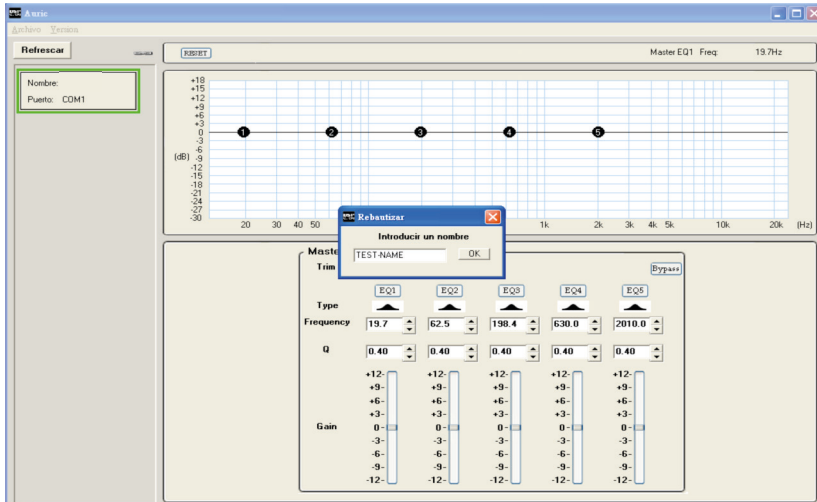 Auric
Archivo Version
Refrescar
RESET
Master EQ1 Freq: 19.7Hz
Nombre:
Puerto: COM1
+18
+15
+12
+9
+6
+3
0
-3
-6
(dB) -9
-12
-15
-18
-21
-24
-27
-30
1 2 3 4 5
20 30 40 50 1k 2k 3k 4k 5k 10k 20k (Hz)
Rebautizar
Introducir un nombre
TEST-NAME OK
Maste
Trim Bypass
EQ1 EQ2 EQ3 EQ4 EQ5
Type
Frequency 19.7 62.5 198.4 630.0 2010.0
Q 0.40 0.40 0.40 0.40 0.40
+12- +12- +12- +12- +12-
+9- +9- +9- +9- +9-
+6- +6- +6- +6- +6-
+3- +3- +3- +3- +3-
Gain 0- 0- 0- 0- 0-
-3- -3- -3- -3- -3-
-6- -6- -6- -6- -6-
-9- -9- -9- -9- -9-
-12- -12- -12- -12- -12-